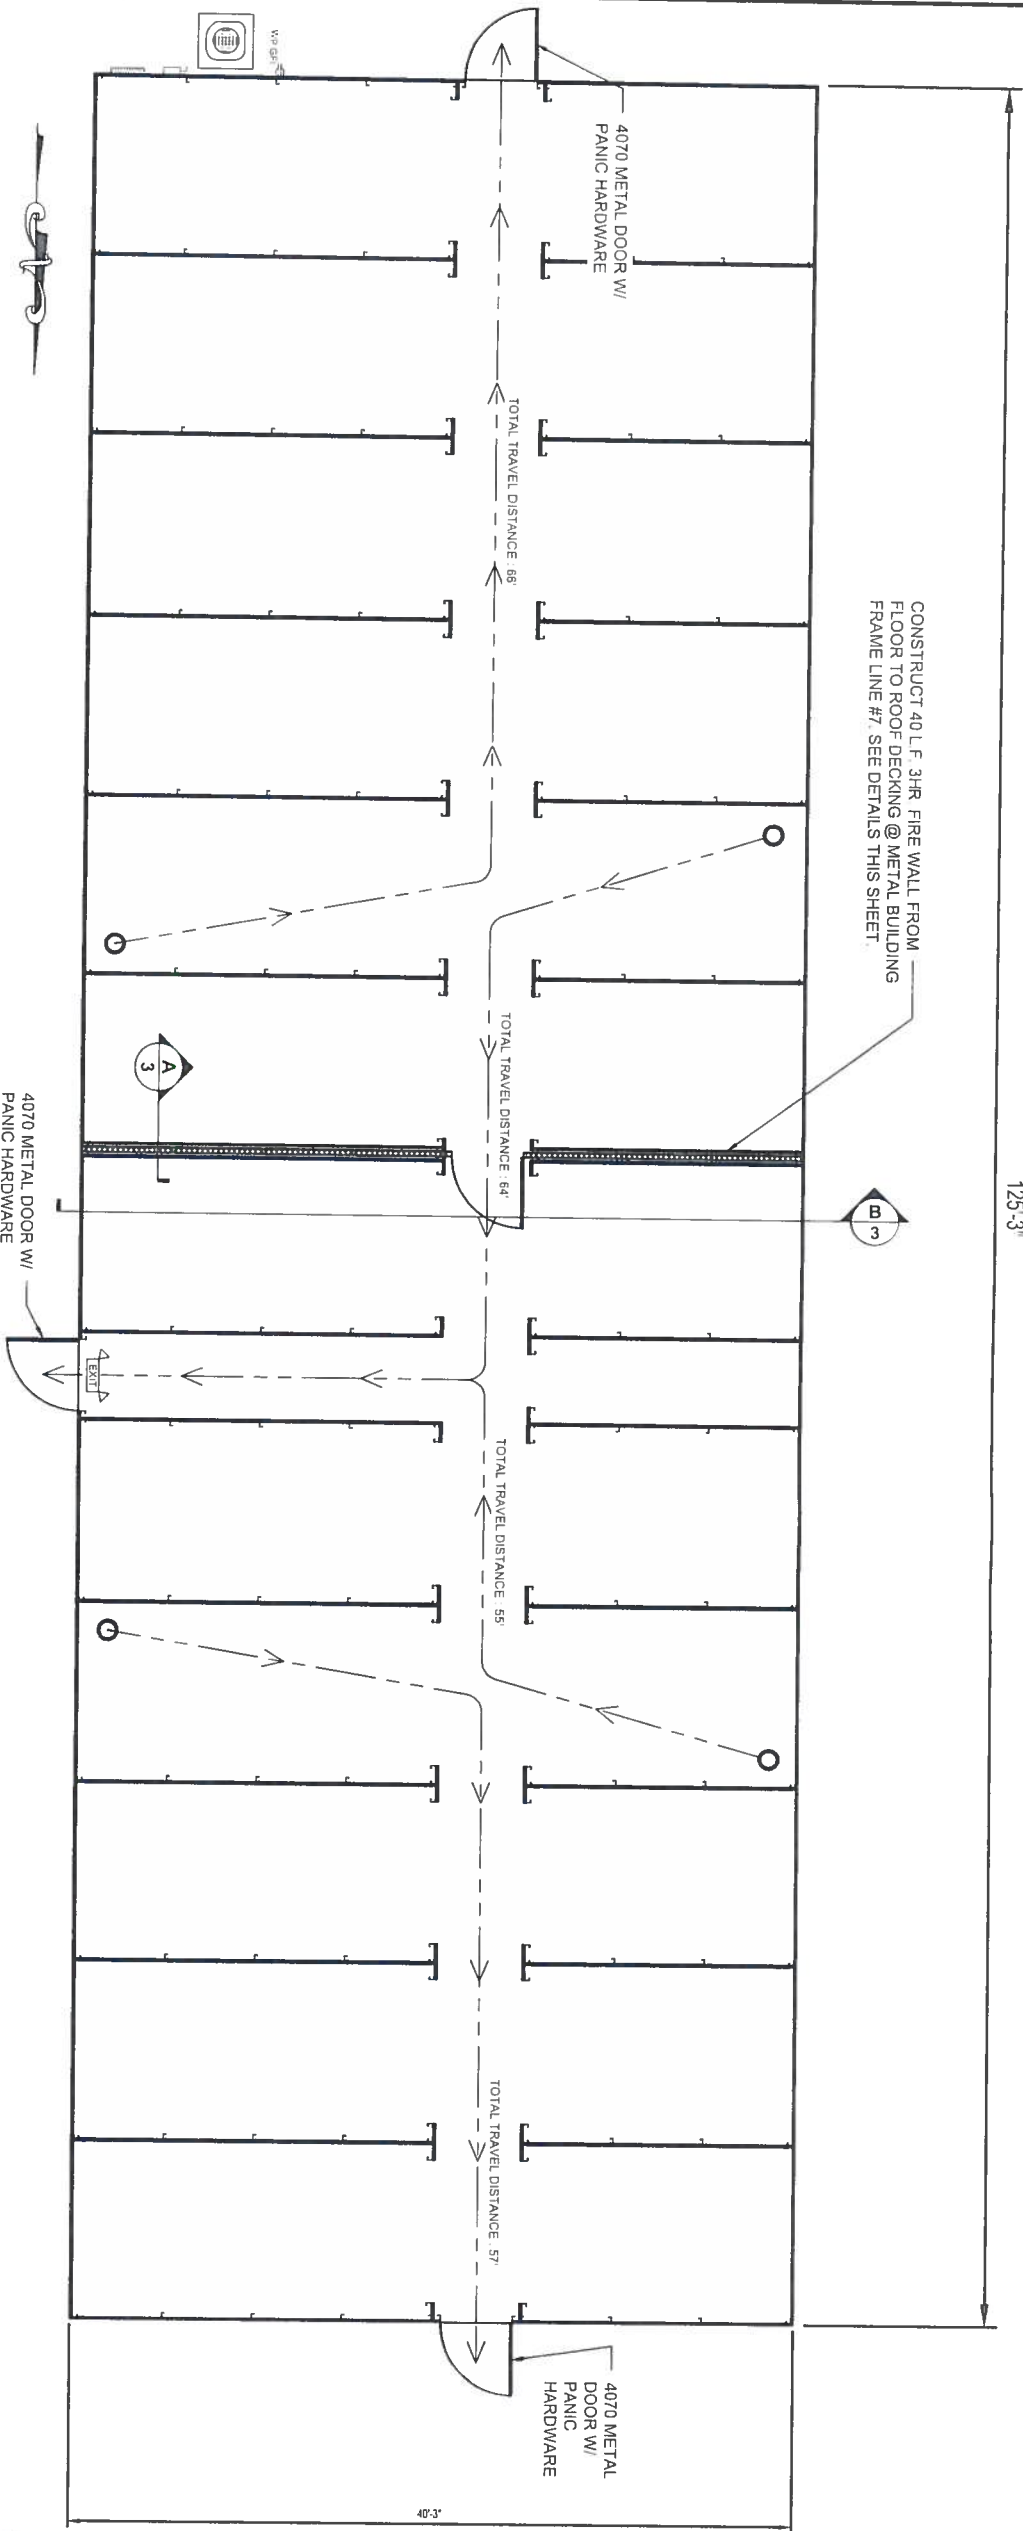 125'-3"
CONSTRUCT 40 L.F. 3HR FIRE WALL FROM
FLOOR TO ROOF DECKING @ METAL BUILDING
FRAME LINE #7. SEE DETAILS THIS SHEET.
B
3
4070 METAL DOOR W/
PANIC HARDWARE
WP GFI
TOTAL TRAVEL DISTANCE : 66'
TOTAL TRAVEL DISTANCE : 64'
TOTAL TRAVEL DISTANCE : 55'
TOTAL TRAVEL DISTANCE : 57'
A
3
EXIT
4070 METAL DOOR W/
PANIC HARDWARE
4070 METAL
DOOR W/
PANIC
HARDWARE
40'-3"